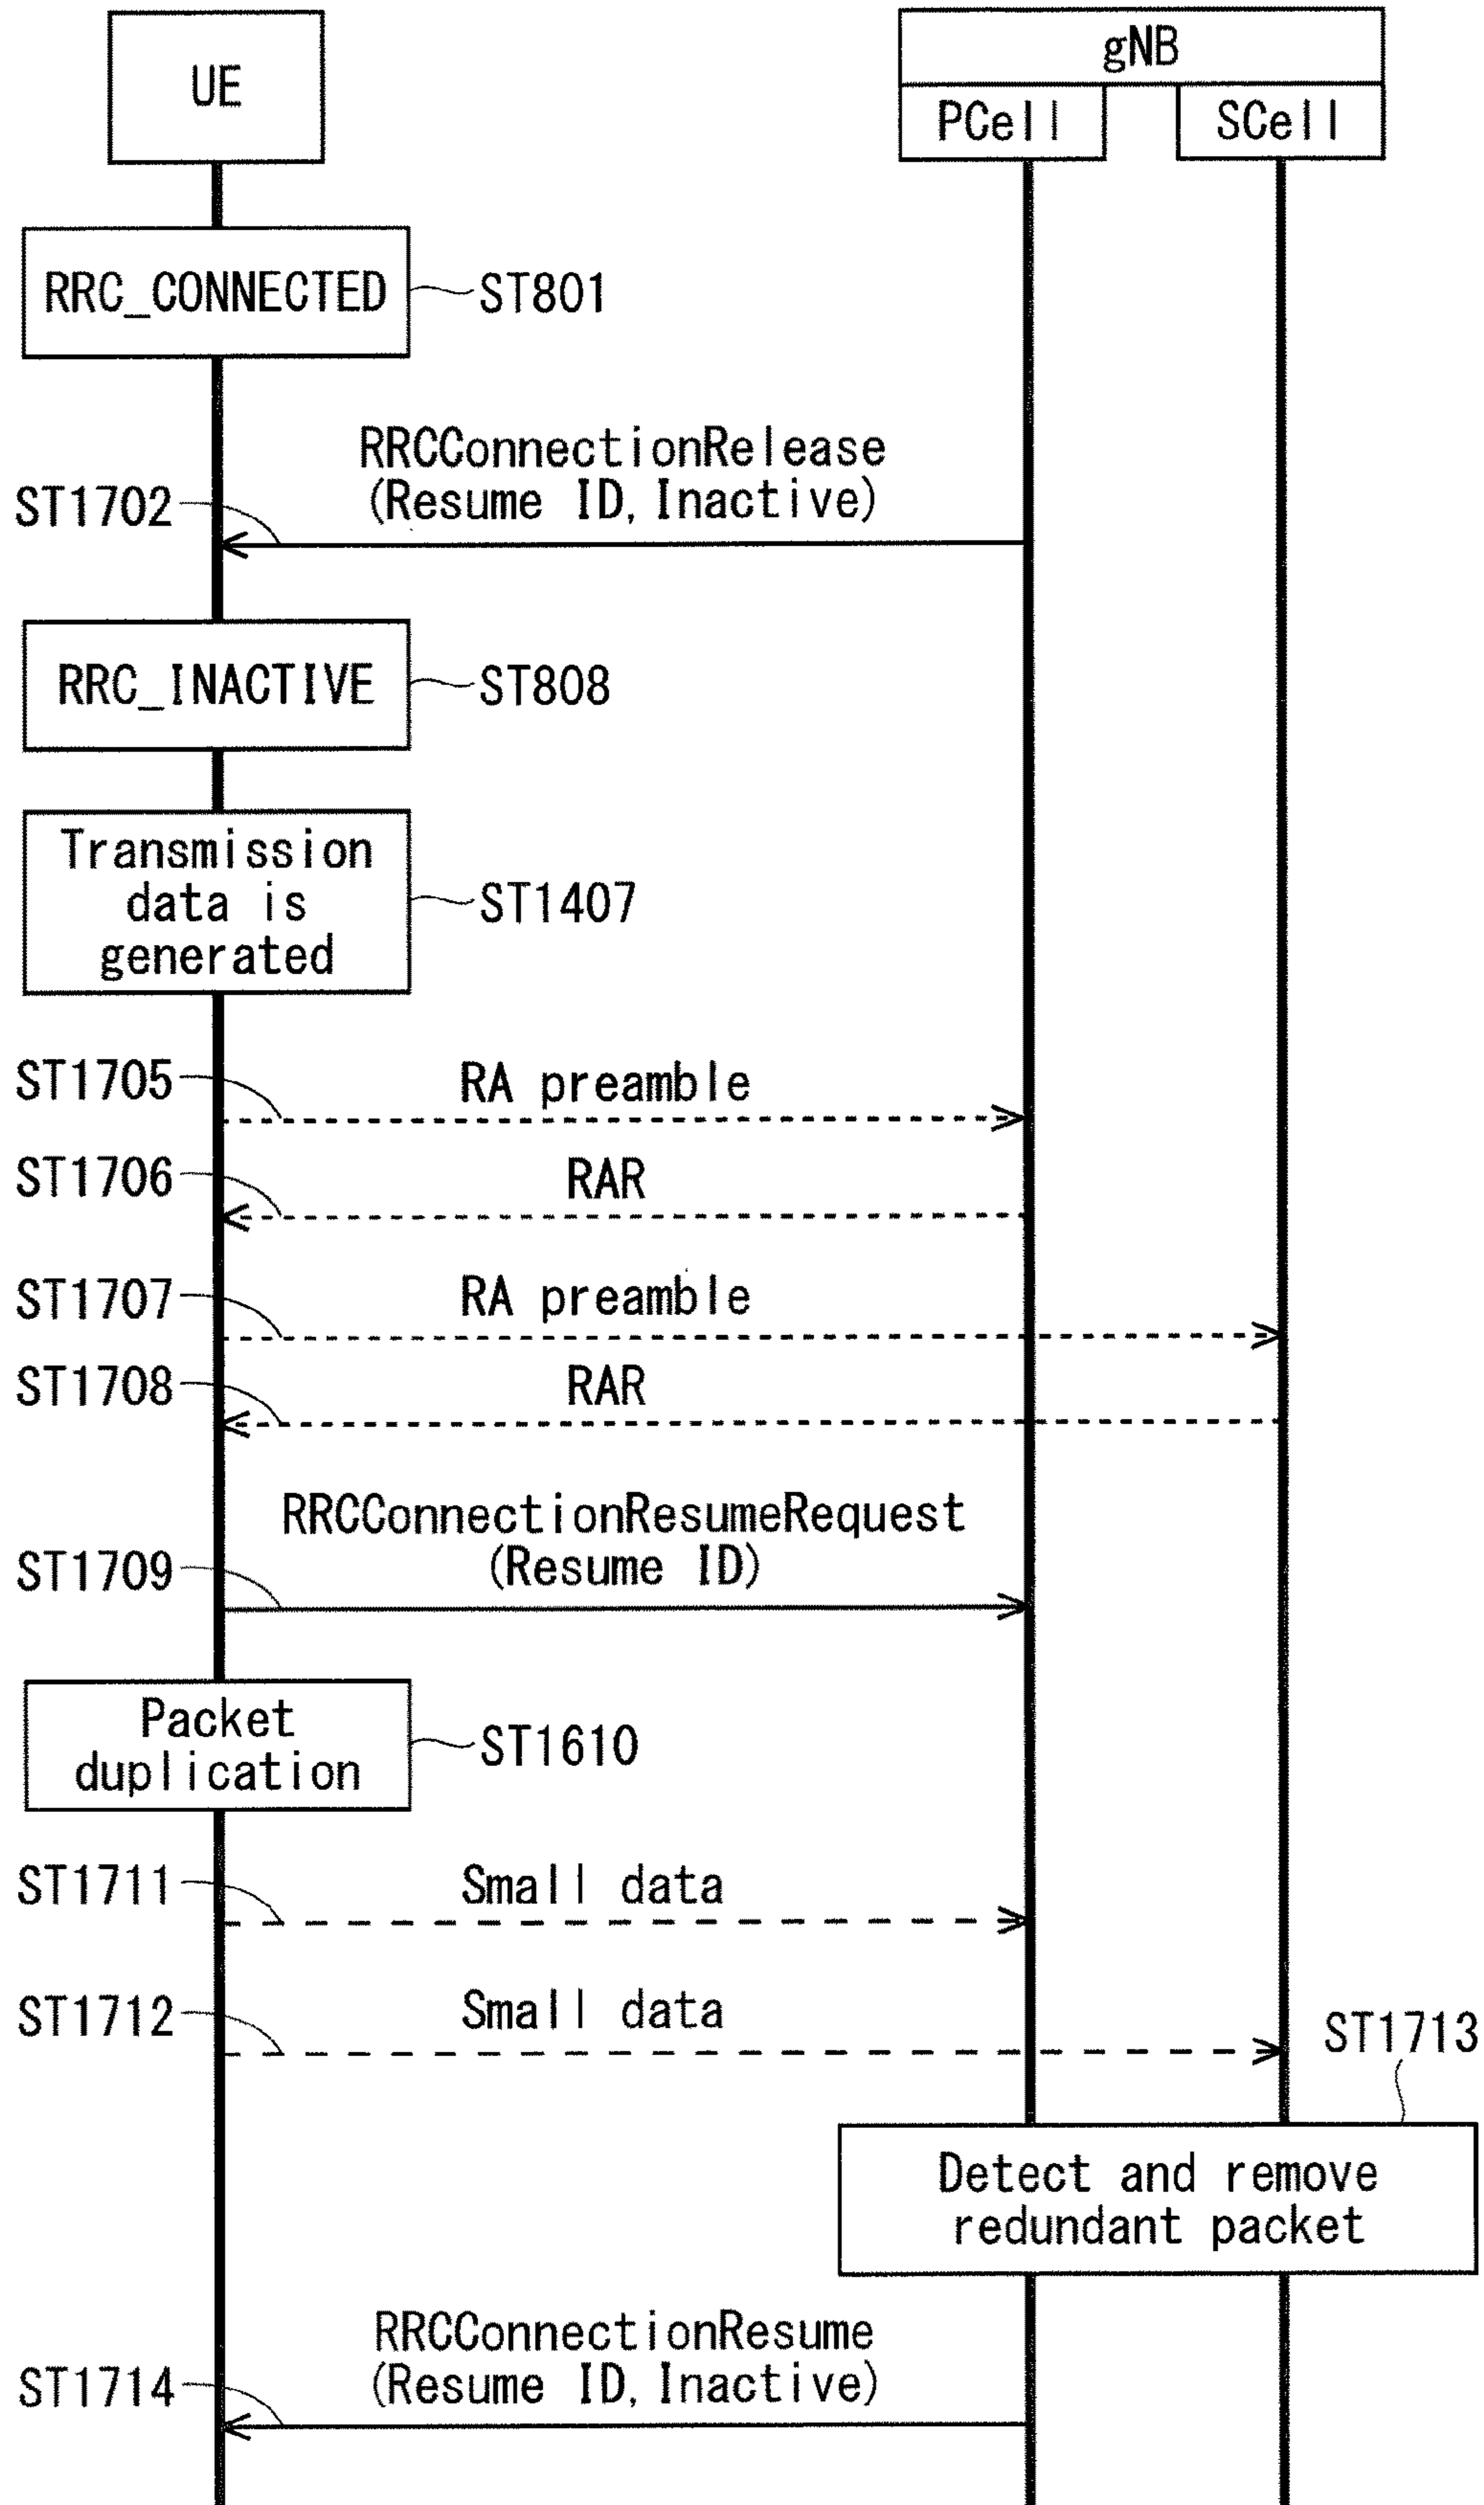 UE
gNB
PCell
SCell
RRC_CONNECTED
ST801
RRCConnectionRelease
(Resume ID, Inactive)
ST1702
RRC_INACTIVE
ST808
Transmission
data is
generated
ST1407
ST1705
RA preamble
ST1706
RAR
ST1707
RA preamble
ST1708
RAR
RRCConnectionResumeRequest
(Resume ID)
ST1709
Packet
duplication
ST1610
ST1711
Small data
ST1712
Small data
ST1713
Detect and remove
redundant packet
RRCConnectionResume
(Resume ID, Inactive)
ST1714